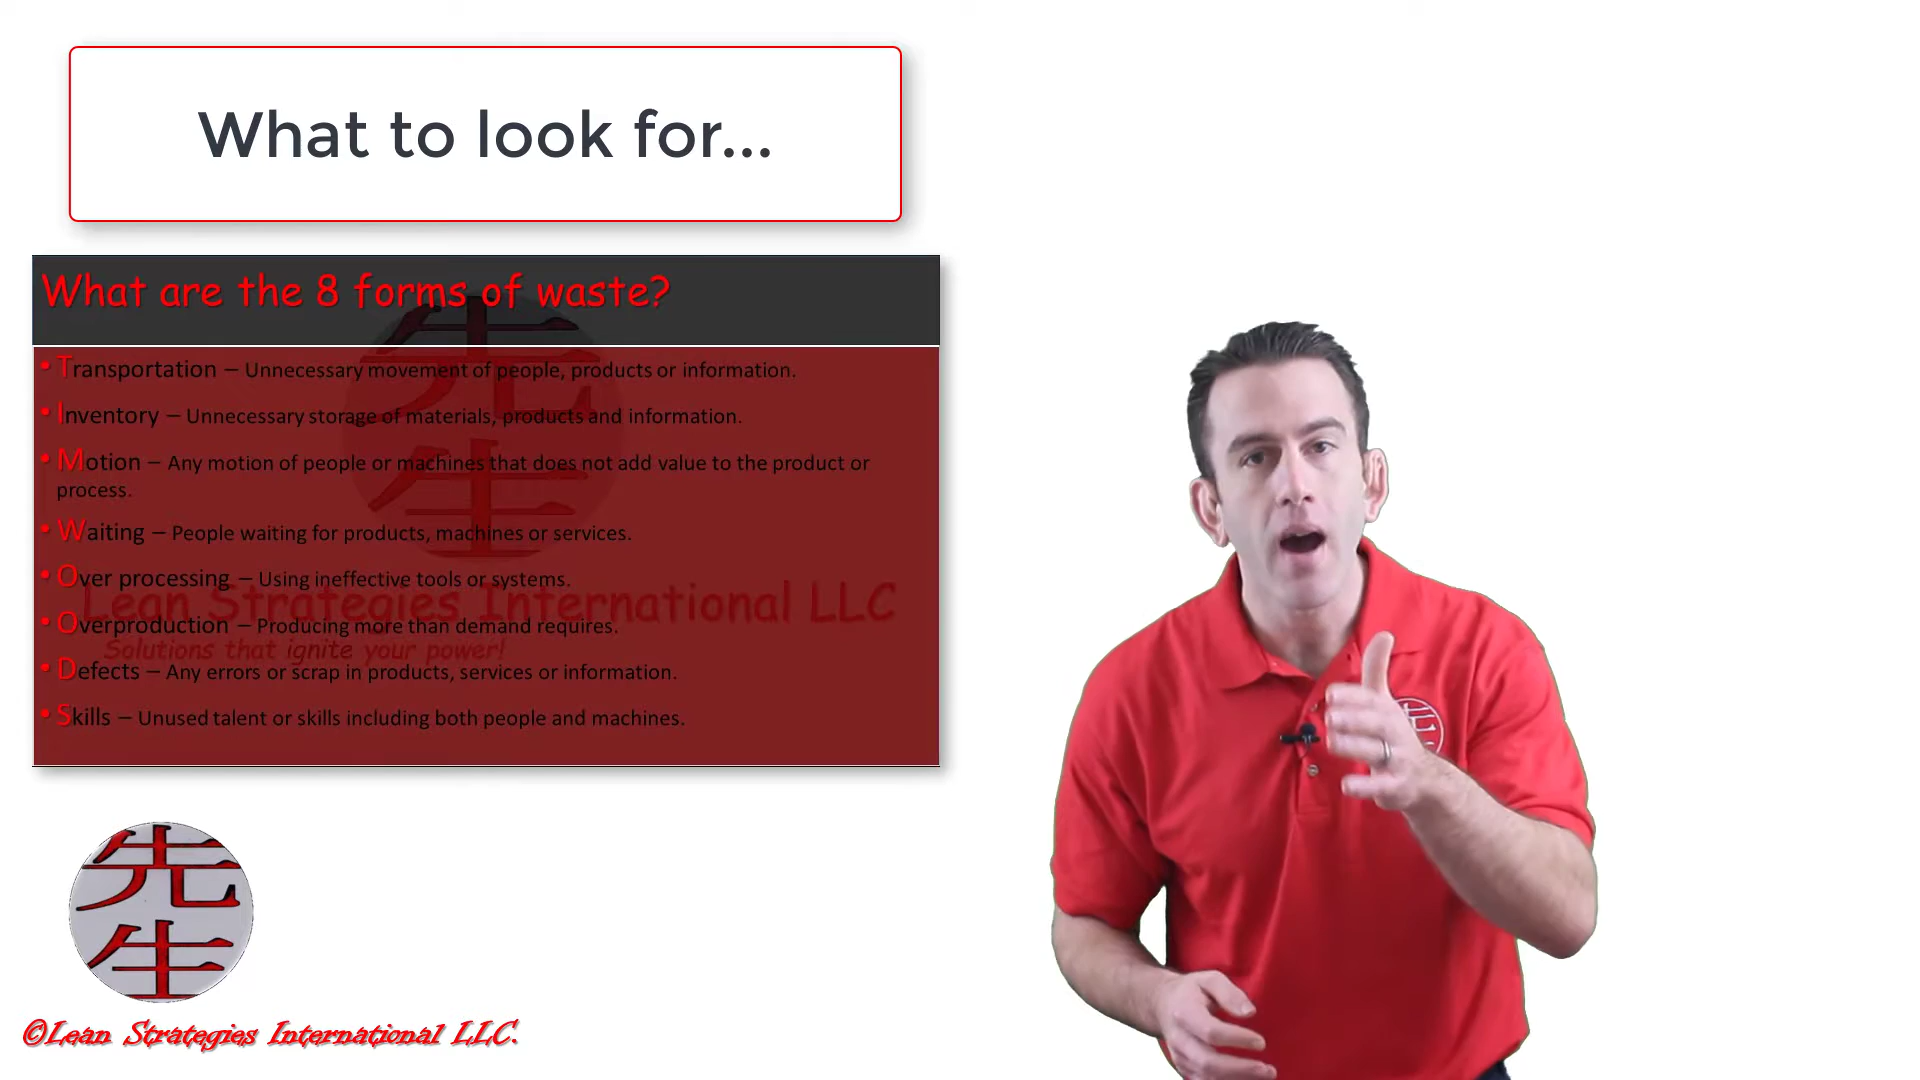 What to look for...
What are the 8 forms of waste?
• Transportation – Unnecessary movement of people, products or information.
• Inventory – Unnecessary storage of materials, products and information.
• Motion – Any motion of people or machines that does not add value to the product or
process.
• Waiting – People waiting for products, machines or services.
• Over processing – Using ineffective tools or systems.
Lean Strategies International LLC
• Overproduction – Producing more than demand requires.
Solutions that ignite your power!
• Defects – Any errors or scrap in products, services or information.
• Skills – Unused talent or skills including both people and machines.
先
生
先
生
©Lean Strategies International LLC.